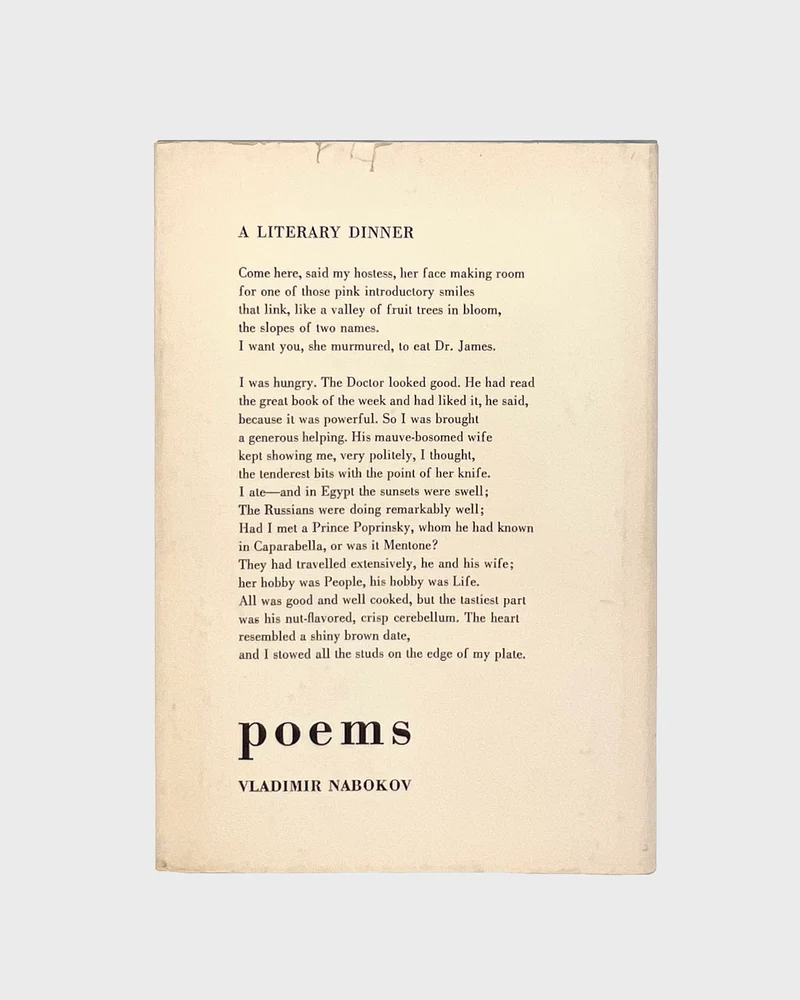 A LITERARY DINNER
Come here, said my hostess, her face making room
for one of those pink introductory smiles
that link, like a valley of fruit trees in bloom,
the slopes of two names.
I want you, she murmured, to eat Dr. James.
I was hungry. The Doctor looked good. He had read
the great book of the week and had liked it, he said,
because it was powerful. So I was brought
a generous helping. His mauve-bosomed wife
kept showing me, very politely, I thought,
the tenderest bits with the point of her knife.
I ate—and in Egypt the sunsets were swell;
The Russians were doing remarkably well;
Had I met a Prince Poprinsky, whom he had known
in Caparabella, or was it Mentone?
They had travelled extensively, he and his wife;
her hobby was People, his hobby was Life.
All was good and well cooked, but the tastiest part
was his nut-flavored, crisp cerebellum. The heart
resembled a shiny brown date,
and I stowed all the studs on the edge of my plate.
poems
VLADIMIR NABOKOV